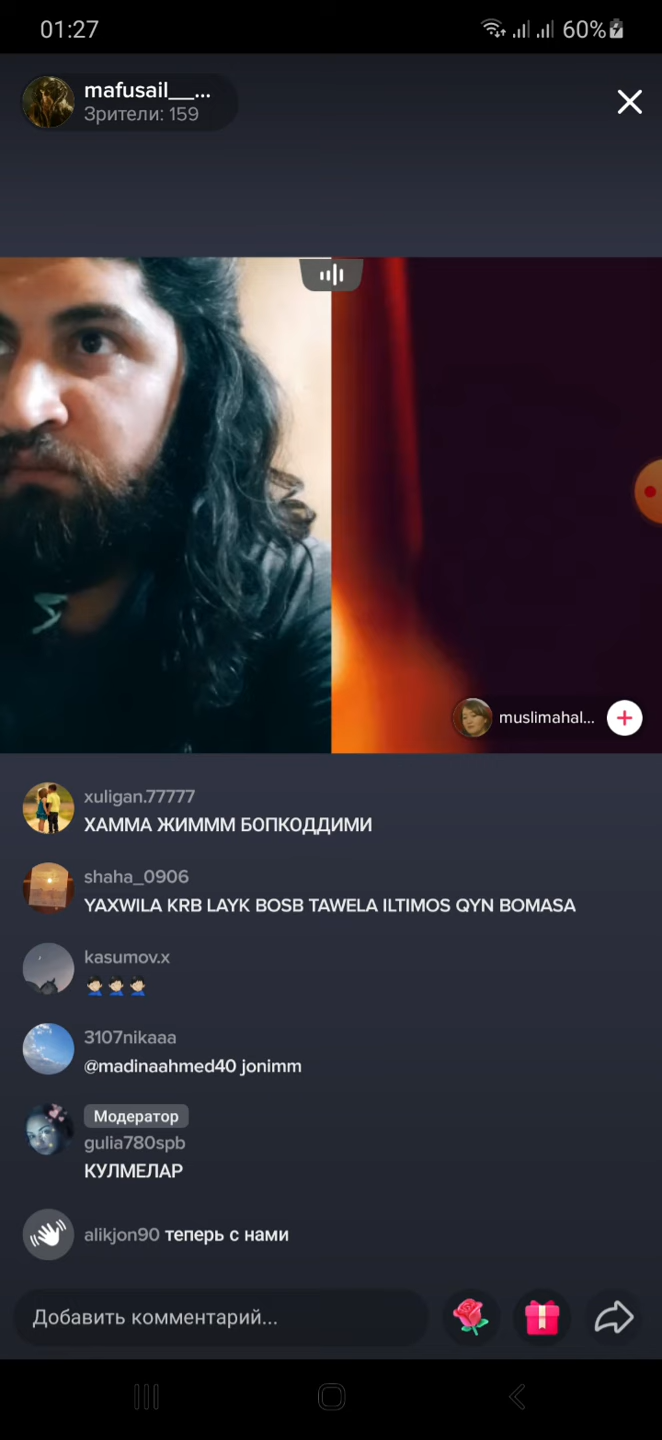 01:27
60%
mafusail__...
Зрители: 159
muslimahal...
xuligan.77777
ХАММА ЖИМММ БОПКОДДИМИ
shaha_0906
YAXWILA KRB LAYK BOSB TAWELA ILTIMOS QYN BOMASA
kasumov.x
3107nikaaa
@madinaahmed40 jonimm
Модератор
gulia780spb
КУЛМЕЛАР
alikjon90 теперь с нами
Добавить комментарий...